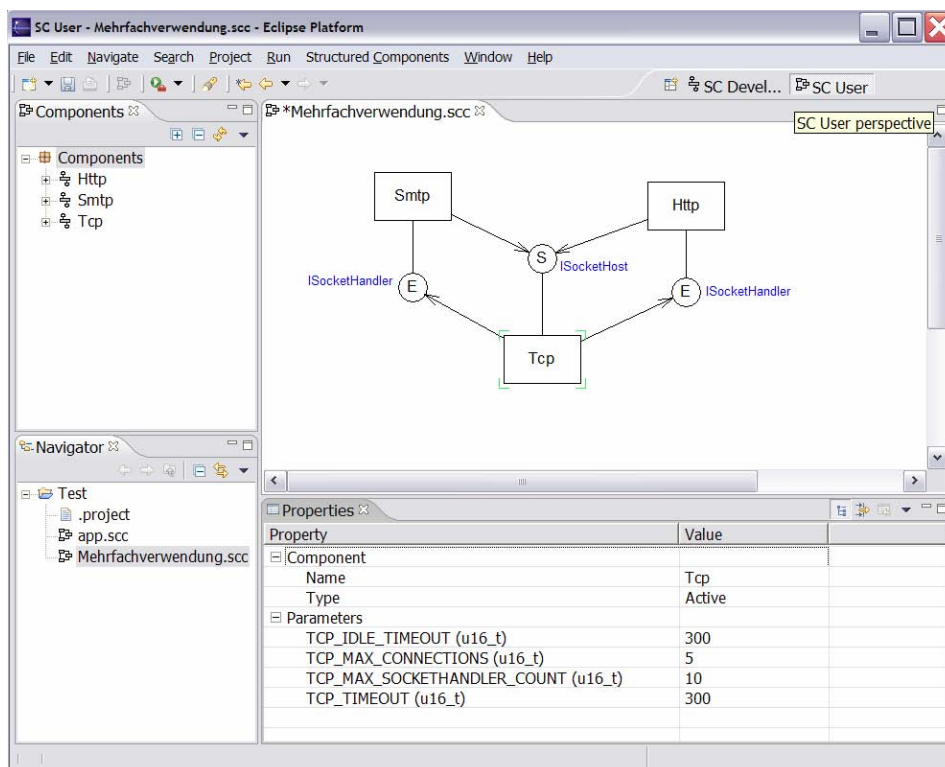 SC User - Mehrfachverwendung.scc - Eclipse Platform
File Edit Navigate Search Project Run Structured Components Window Help
SC Devel... SC User
Components
*Mehrfachverwendung.scc
SC User perspective
Components
Http
Smtp
Tcp
Smtp
Http
S
ISocketHost
ISocketHandler
E
E
ISocketHandler
Tcp
Navigator
Test
.project
app.scc
Mehrfachverwendung.scc
Properties
Property Value
Component
Name Tcp
Type Active
Parameters
TCP_IDLE_TIMEOUT (u16_t) 300
TCP_MAX_CONNECTIONS (u16_t) 5
TCP_MAX_SOCKETHANDLER_COUNT (u16_t) 10
TCP_TIMEOUT (u16_t) 300